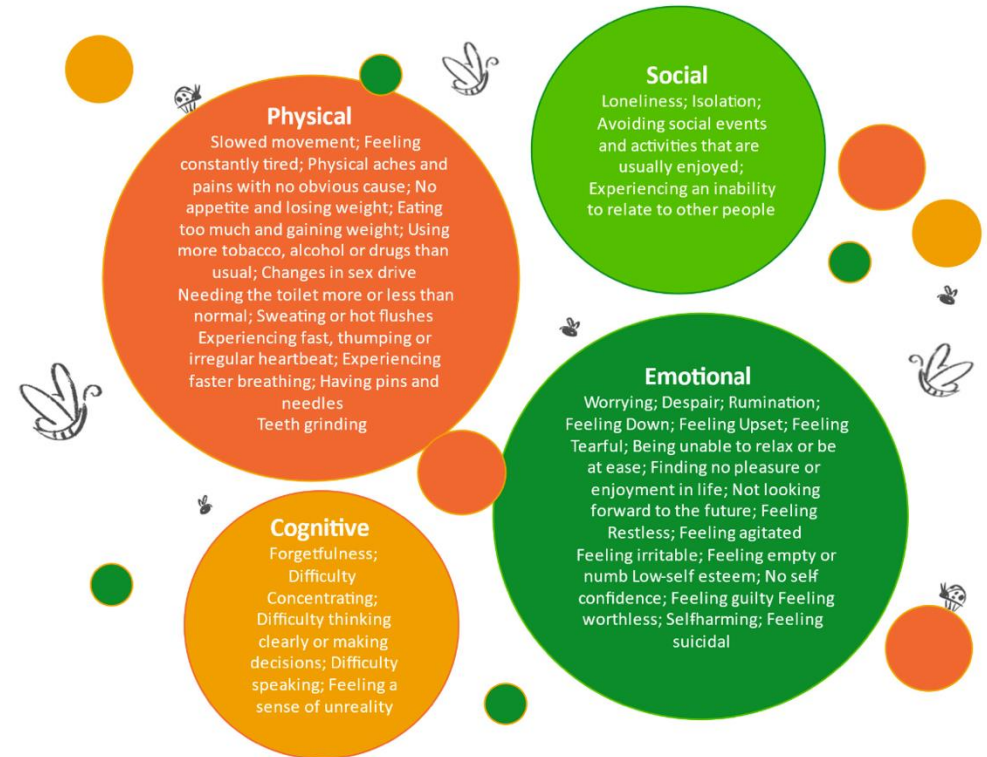 Physical
Slowed movement; Feeling
constantly tired; Physical aches and
pains with no obvious cause; No
appetite and losing weight; Eating
too much and gaining weight; Using
more tobacco, alcohol or drugs than
usual; Changes in sex drive
Needing the toilet more or less than
normal; Sweating or hot flushes
Experiencing fast, thumping or
irregular heartbeat; Experiencing
faster breathing; Having pins and
needles
Teeth grinding
Social
Loneliness; Isolation;
Avoiding social events
and activities that are
usually enjoyed;
Experiencing an inability
to relate to other people
Cognitive
Forgetfulness;
Difficulty
Concentrating;
Difficulty thinking
clearly or making
decisions; Difficulty
speaking; Feeling a
sense of unreality
Emotional
Worrying; Despair; Rumination;
Feeling Down; Feeling Upset; Feeling
Tearful; Being unable to relax or be
at ease; Finding no pleasure or
enjoyment in life; Not looking
forward to the future; Feeling
Restless; Feeling agitated
Feeling irritable; Feeling empty or
numb Low-self esteem; No self
confidence; Feeling guilty Feeling
worthless; Selfharming; Feeling
suicidal